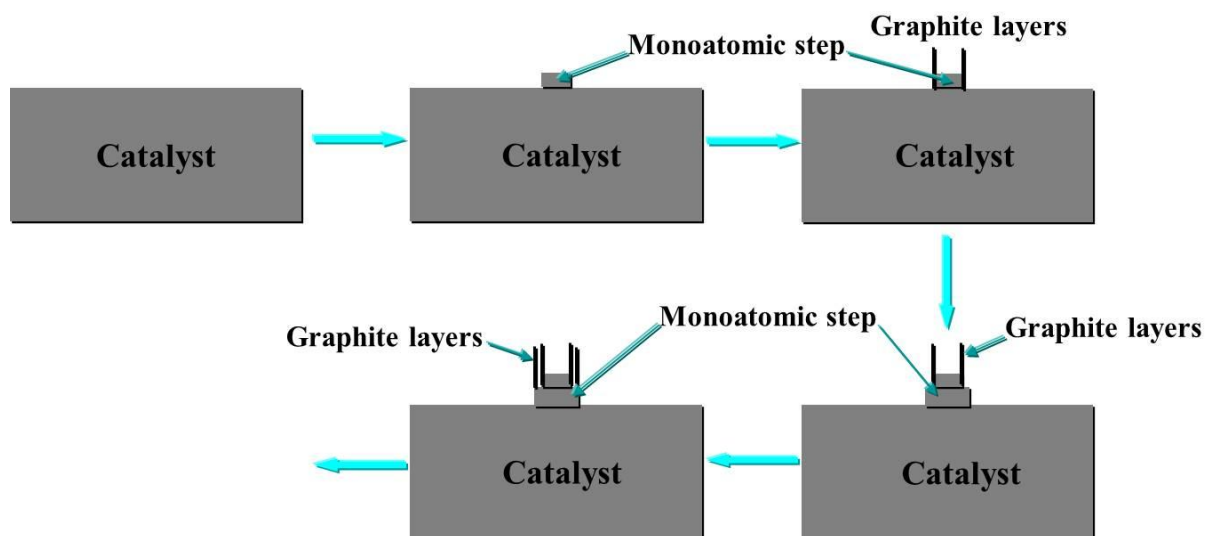 Graphite layers
Monoatomic step
Catalyst
Catalyst
Catalyst
Graphite layers
Monoatomic step
Graphite layers
Catalyst
Catalyst